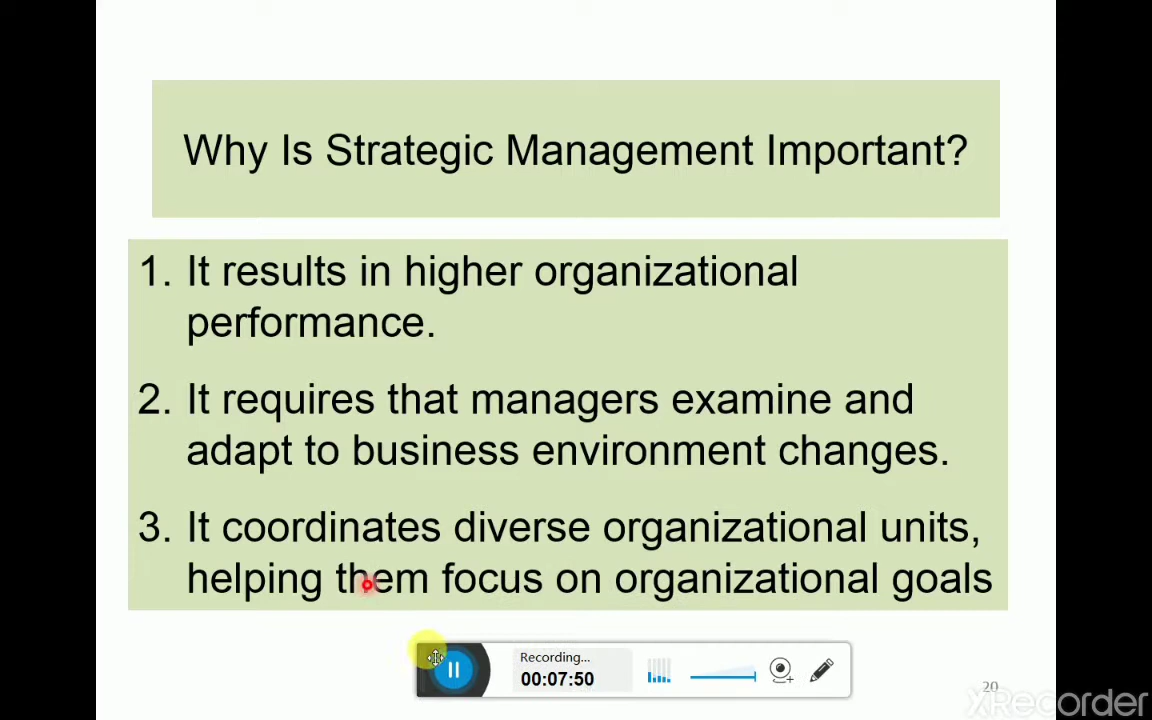 Why Is Strategic Management Important?
1. It results in higher organizational
performance.
2. It requires that managers examine and
adapt to business environment changes.
3. It coordinates diverse organizational units,
helping them focus on organizational goals
Recording...
00:07:50
20
XRecorder